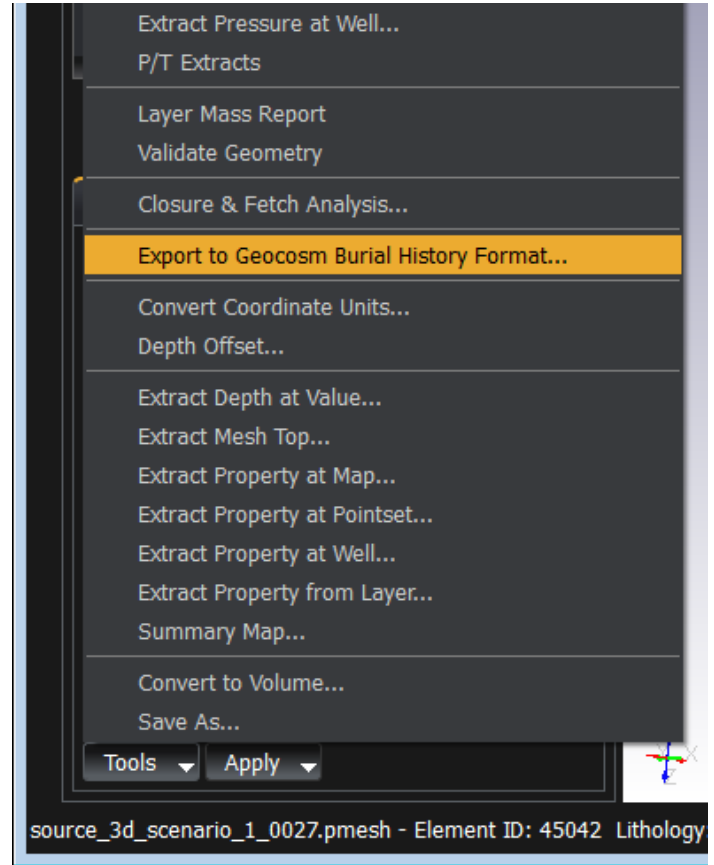 Extract Pressure at Well...
P/T Extracts
Layer Mass Report
Validate Geometry
Closure & Fetch Analysis...
Export to Geocosm Burial History Format...
Convert Coordinate Units...
Depth Offset...
Extract Depth at Value...
Extract Mesh Top...
Extract Property at Map...
Extract Property at Pointset...
Extract Property at Well...
Extract Property from Layer...
Summary Map...
Convert to Volume...
Save As...
Tools Apply
X
Z
source_3d_scenario_1_0027.pmesh - Element ID: 45042 Lithology: